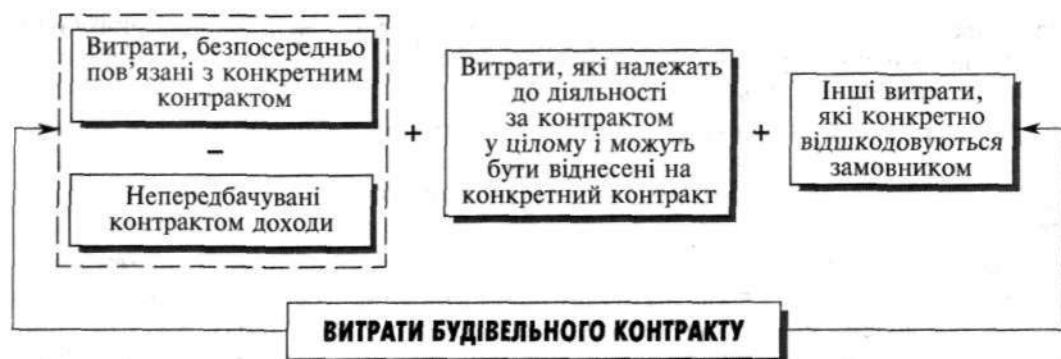 Витрати, безпосередньо
пов’язані з конкретним
контрактом
–
Непередбачувані
контрактом доходи
+
Витрати, які належать
до діяльності
за контрактом
у цілому і можуть
бути віднесені на
конкретний контракт
+
Інші витрати,
які конкретно
відшкодовуються
замовником
ВИТРАТИ БУДІВЕЛЬНОГО КОНТРАКТУ